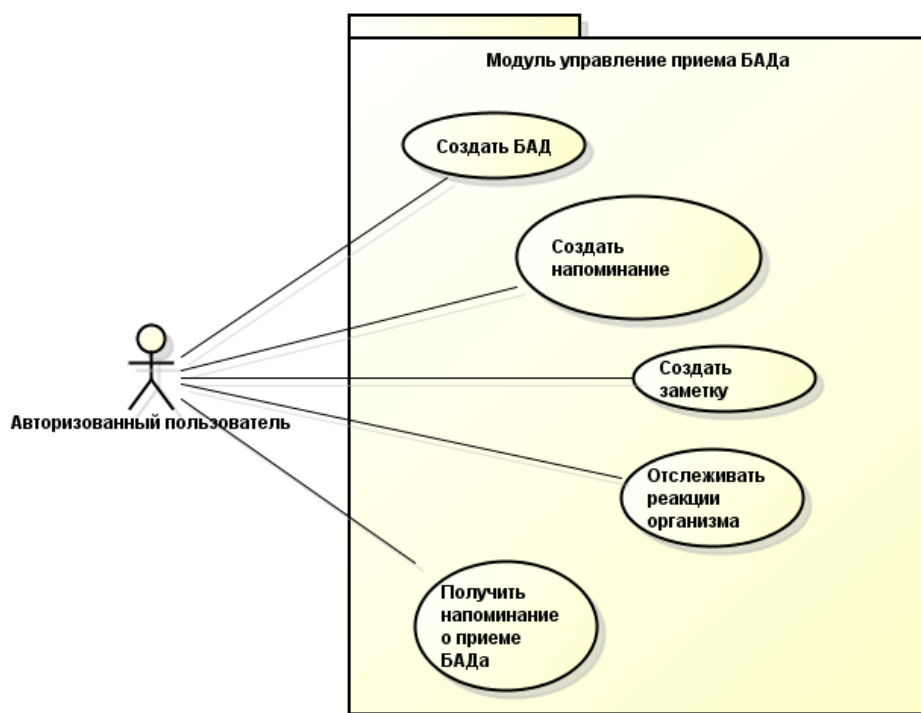 Модуль управление приема БАДа
Создать БАД
Создать
напоминание
Создать
заметку
Авторизованный пользователь
Отслеживать
реакции
организма
Получить
напоминание
о приеме
БАДа